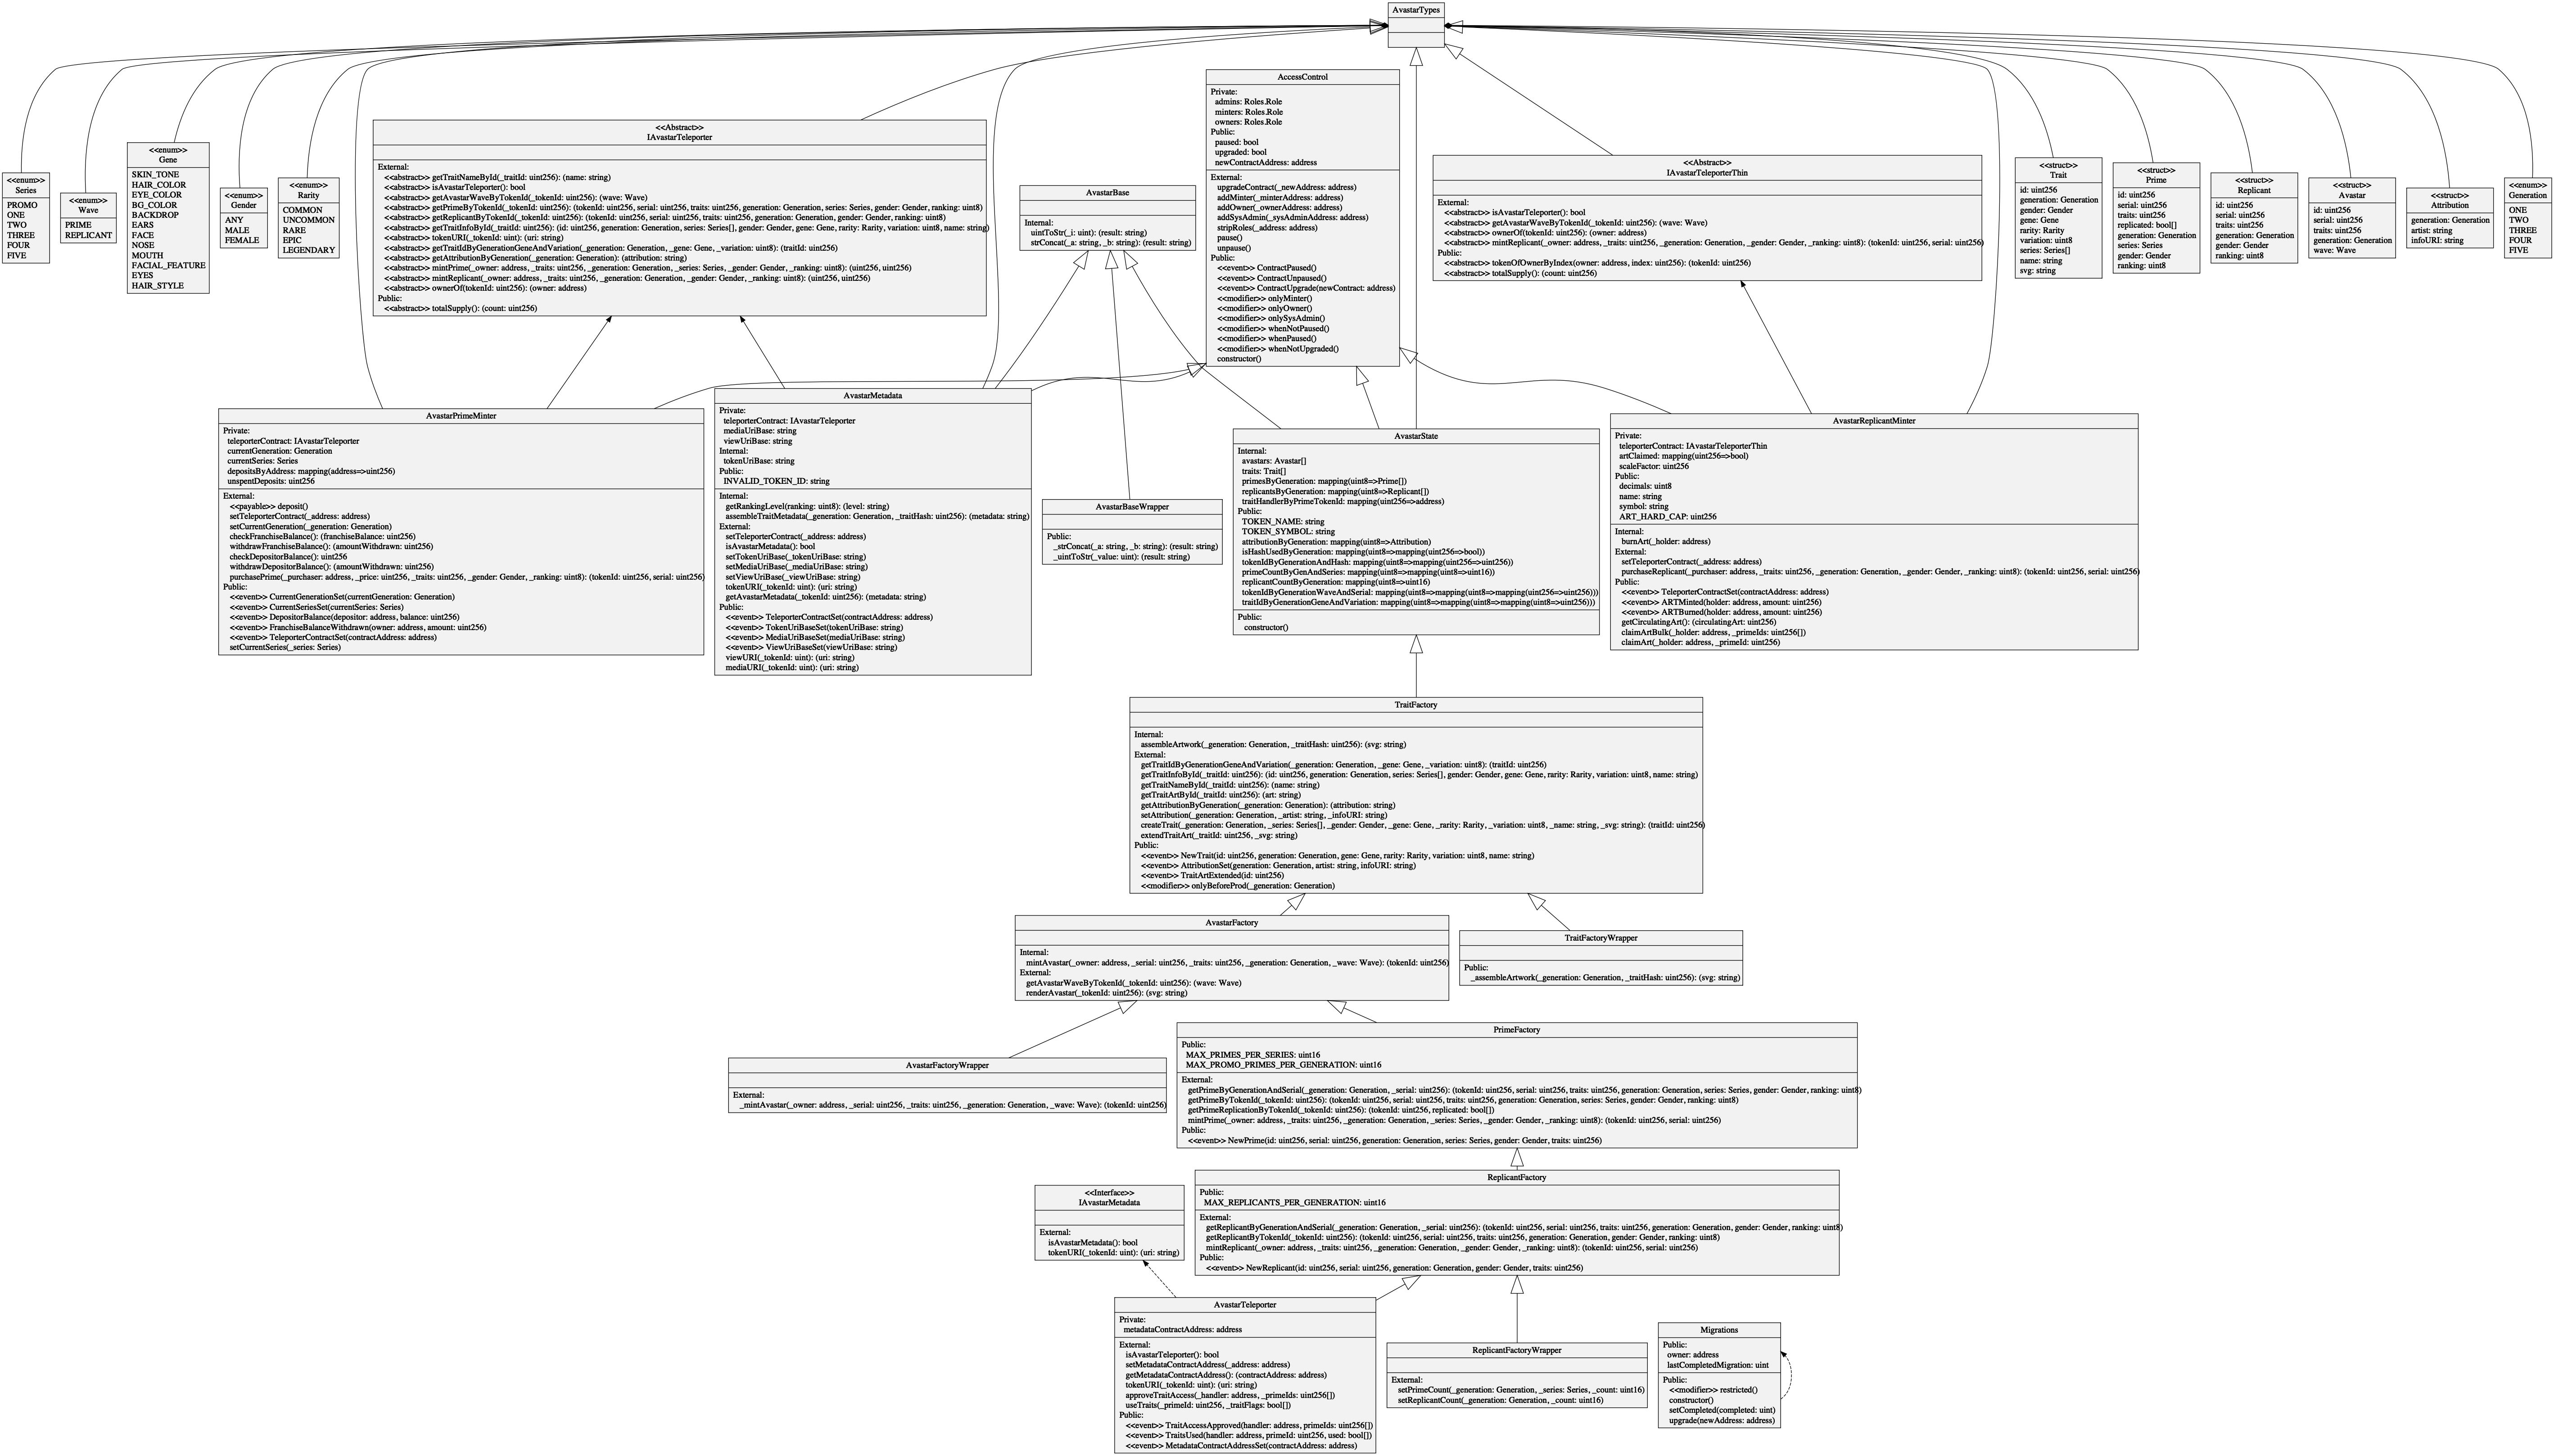 AvastarTypes
AccessControl
Private:
admins: Roles.Role
minters: Roles.Role
owners: Roles.Role
Public:
paused: bool
upgraded: bool
newContractAddress: address
External:
upgradeContract(_newAddress: address)
addMinter(_minterAddress: address)
addOwner(_ownerAddress: address)
addSysAdmin(_sysAdminAddress: address)
stripRoles(_address: address)
pause()
unpause()
Public:
<<event>> ContractPaused()
<<event>> ContractUnpaused()
<<event>> ContractUpgrade(newContract: address)
<<modifier>> onlyMinter()
<<modifier>> onlyOwner()
<<modifier>> onlySysAdmin()
<<modifier>> whenNotPaused()
<<modifier>> whenPaused()
<<modifier>> whenNotUpgraded()
constructor()
<<enum>>
Series
PROMO
ONE
TWO
THREE
FOUR
FIVE
<<enum>>
Wave
PRIME
REPLICANT
<<enum>>
Gene
SKIN_TONE
HAIR_COLOR
EYE_COLOR
BG_COLOR
BACKDROP
EARS
FACE
NOSE
MOUTH
FACIAL_FEATURE
EYES
HAIR_STYLE
<<enum>>
Gender
ANY
MALE
FEMALE
<<enum>>
Rarity
COMMON
UNCOMMON
RARE
EPIC
LEGENDARY
<<Abstract>>
IAvastarTeleporter
External:
<<abstract>> getTraitNameById(_traitId: uint256): (name: string)
<<abstract>> isAvastarTeleporter(): bool
<<abstract>> getAvastarWaveByTokenId(_tokenId: uint256): (wave: Wave)
<<abstract>> getPrimeByTokenId(_tokenId: uint256): (tokenId: uint256, serial: uint256, traits: uint256, generation: Generation, series: Series, gender: Gender, ranking: uint8)
<<abstract>> getReplicantByTokenId(_tokenId: uint256): (tokenId: uint256, serial: uint256, traits: uint256, generation: Generation, gender: Gender, ranking: uint8)
<<abstract>> getTraitInfoById(_traitId: uint256): (id: uint256, generation: Generation, series: Series[], gender: Gender, gene: Gene, rarity: Rarity, variation: uint8, name: string)
<<abstract>> tokenURI(_tokenId: uint): (uri: string)
<<abstract>> getTraitIdByGenerationGeneAndVariation(_generation: Generation, _gene: Gene, _variation: uint8): (traitId: uint256)
<<abstract>> getAttributionByGeneration(_generation: Generation): (attribution: string)
<<abstract>> mintPrime(_owner: address, _traits: uint256, _generation: Generation, _series: Series, _gender: Gender, _ranking: uint8): (uint256, uint256)
<<abstract>> mintReplicant(_owner: address, _traits: uint256, _generation: Generation, _gender: Gender, _ranking: uint8): (uint256, uint256)
<<abstract>> ownerOf(tokenId: uint256): (owner: address)
Public:
<<abstract>> totalSupply(): (count: uint256)
AvastarBase
Internal:
uintToStr(_i: uint): (result: string)
strConcat(_a: string, _b: string): (result: string)
<<Abstract>>
IAvastarTeleporterThin
External:
<<abstract>> isAvastarTeleporter(): bool
<<abstract>> getAvastarWaveByTokenId(_tokenId: uint256): (wave: Wave)
<<abstract>> ownerOf(tokenId: uint256): (owner: address)
<<abstract>> mintReplicant(_owner: address, _traits: uint256, _generation: Generation, _gender: Gender, _ranking: uint8): (tokenId: uint256, serial: uint256)
Public:
<<abstract>> tokenOfOwnerByIndex(owner: address, index: uint256): (tokenId: uint256)
<<abstract>> totalSupply(): (count: uint256)
<<struct>>
Trait
id: uint256
generation: Generation
gender: Gender
gene: Gene
rarity: Rarity
variation: uint8
series: Series[]
name: string
svg: string
<<struct>>
Prime
id: uint256
serial: uint256
traits: uint256
replicated: bool[]
generation: Generation
series: Series
gender: Gender
ranking: uint8
<<struct>>
Replicant
id: uint256
serial: uint256
traits: uint256
generation: Generation
gender: Gender
ranking: uint8
<<struct>>
Avastar
id: uint256
serial: uint256
traits: uint256
generation: Generation
wave: Wave
<<struct>>
Attribution
generation: Generation
artist: string
infoURI: string
<<enum>>
Generation
ONE
TWO
THREE
FOUR
FIVE
AvastarPrimeMinter
Private:
teleporterContract: IAvastarTeleporter
currentGeneration: Generation
currentSeries: Series
depositsByAddress: mapping(address=>uint256)
unspentDeposits: uint256
External:
<<payable>> deposit()
setTeleporterContract(_address: address)
setCurrentGeneration(_generation: Generation)
checkFranchiseBalance(): (franchiseBalance: uint256)
withdrawFranchiseBalance(): (amountWithdrawn: uint256)
checkDepositorBalance(): uint256
withdrawDepositorBalance(): (amountWithdrawn: uint256)
purchasePrime(_purchaser: address, _price: uint256, _traits: uint256, _gender: Gender, _ranking: uint8): (tokenId: uint256, serial: uint256)
Public:
<<event>> CurrentGenerationSet(currentGeneration: Generation)
<<event>> CurrentSeriesSet(currentSeries: Series)
<<event>> DepositorBalance(depositor: address, balance: uint256)
<<event>> FranchiseBalanceWithdrawn(owner: address, amount: uint256)
<<event>> TeleporterContractSet(contractAddress: address)
setCurrentSeries(_series: Series)
AvastarMetadata
Private:
teleporterContract: IAvastarTeleporter
mediaUriBase: string
viewUriBase: string
Internal:
tokenUriBase: string
Public:
INVALID_TOKEN_ID: string
Internal:
getRankingLevel(ranking: uint8): (level: string)
assembleTraitMetadata(_generation: Generation, _traitHash: uint256): (metadata: string)
External:
setTeleporterContract(_address: address)
isAvastarMetadata(): bool
setTokenUriBase(_tokenUriBase: string)
setMediaUriBase(_mediaUriBase: string)
setViewUriBase(_viewUriBase: string)
tokenURI(_tokenId: uint): (uri: string)
getAvastarMetadata(_tokenId: uint256): (metadata: string)
Public:
<<event>> TeleporterContractSet(contractAddress: address)
<<event>> TokenUriBaseSet(tokenUriBase: string)
<<event>> MediaUriBaseSet(mediaUriBase: string)
<<event>> ViewUriBaseSet(viewUriBase: string)
viewURI(_tokenId: uint): (uri: string)
mediaURI(_tokenId: uint): (uri: string)
AvastarBaseWrapper
Public:
_strConcat(_a: string, _b: string): (result: string)
_uintToStr(_value: uint): (result: string)
AvastarState
Internal:
avastars: Avastar[]
traits: Trait[]
primesByGeneration: mapping(uint8=>Prime[])
replicantsByGeneration: mapping(uint8=>Replicant[])
traitHandlerByPrimeTokenId: mapping(uint256=>address)
Public:
TOKEN_NAME: string
TOKEN_SYMBOL: string
attributionByGeneration: mapping(uint8=>Attribution)
isHashUsedByGeneration: mapping(uint8=>mapping(uint256=>bool))
tokenIdByGenerationAndHash: mapping(uint8=>mapping(uint256=>uint256))
primeCountByGenAndSeries: mapping(uint8=>mapping(uint8=>uint16))
replicantCountByGeneration: mapping(uint8=>uint16)
tokenIdByGenerationWaveAndSerial: mapping(uint8=>mapping(uint8=>mapping(uint256=>uint256)))
traitIdByGenerationGeneAndVariation: mapping(uint8=>mapping(uint8=>mapping(uint8=>uint256)))
Public:
constructor()
AvastarReplicantMinter
Private:
teleporterContract: IAvastarTeleporterThin
artClaimed: mapping(uint256=>bool)
scaleFactor: uint256
Public:
decimals: uint8
name: string
symbol: string
ART_HARD_CAP: uint256
Internal:
burnArt(_holder: address)
External:
setTeleporterContract(_address: address)
purchaseReplicant(_purchaser: address, _traits: uint256, _generation: Generation, _gender: Gender, _ranking: uint8): (tokenId: uint256, serial: uint256)
Public:
<<event>> TeleporterContractSet(contractAddress: address)
<<event>> ARTMinted(holder: address, amount: uint256)
<<event>> ARTBurned(holder: address, amount: uint256)
getCirculatingArt(): (circulatingArt: uint256)
claimArtBulk(_holder: address, _primeIds: uint256[])
claimArt(_holder: address, _primeId: uint256)
TraitFactory
Internal:
assembleArtwork(_generation: Generation, _traitHash: uint256): (svg: string)
External:
getTraitIdByGenerationGeneAndVariation(_generation: Generation, _gene: Gene, _variation: uint8): (traitId: uint256)
getTraitInfoById(_traitId: uint256): (id: uint256, generation: Generation, series: Series[], gender: Gender, gene: Gene, rarity: Rarity, variation: uint8, name: string)
getTraitNameById(_traitId: uint256): (name: string)
getTraitArtById(_traitId: uint256): (art: string)
getAttributionByGeneration(_generation: Generation): (attribution: string)
setAttribution(_generation: Generation, _artist: string, _infoURI: string)
createTrait(_generation: Generation, _series: Series[], _gender: Gender, _gene: Gene, _rarity: Rarity, _variation: uint8, _name: string, _svg: string): (traitId: uint256)
extendTraitArt(_traitId: uint256, _svg: string)
Public:
<<event>> NewTrait(id: uint256, generation: Generation, gene: Gene, rarity: Rarity, variation: uint8, name: string)
<<event>> AttributionSet(generation: Generation, artist: string, infoURI: string)
<<event>> TraitArtExtended(id: uint256)
<<modifier>> onlyBeforeProd(_generation: Generation)
AvastarFactory
Internal:
mintAvastar(_owner: address, _serial: uint256, _traits: uint256, _generation: Generation, _wave: Wave): (tokenId: uint256)
External:
getAvastarWaveByTokenId(_tokenId: uint256): (wave: Wave)
renderAvastar(_tokenId: uint256): (svg: string)
TraitFactoryWrapper
Public:
_assembleArtwork(_generation: Generation, _traitHash: uint256): (svg: string)
AvastarFactoryWrapper
External:
_mintAvastar(_owner: address, _serial: uint256, _traits: uint256, _generation: Generation, _wave: Wave): (tokenId: uint256)
PrimeFactory
Public:
MAX_PRIMES_PER_SERIES: uint16
MAX_PROMO_PRIMES_PER_GENERATION: uint16
External:
getPrimeByGenerationAndSerial(_generation: Generation, _serial: uint256): (tokenId: uint256, serial: uint256, traits: uint256, generation: Generation, series: Series, gender: Gender, ranking: uint8)
getPrimeByTokenId(_tokenId: uint256): (tokenId: uint256, serial: uint256, traits: uint256, generation: Generation, series: Series, gender: Gender, ranking: uint8)
getPrimeReplicationByTokenId(_tokenId: uint256): (tokenId: uint256, replicated: bool[])
mintPrime(_owner: address, _traits: uint256, _generation: Generation, _series: Series, _gender: Gender, _ranking: uint8): (tokenId: uint256, serial: uint256)
Public:
<<event>> NewPrime(id: uint256, serial: uint256, generation: Generation, series: Series, gender: Gender, traits: uint256)
<<Interface>>
IAvastarMetadata
External:
isAvastarMetadata(): bool
tokenURI(_tokenId: uint): (uri: string)
ReplicantFactory
Public:
MAX_REPLICANTS_PER_GENERATION: uint16
External:
getReplicantByGenerationAndSerial(_generation: Generation, _serial: uint256): (tokenId: uint256, serial: uint256, traits: uint256, generation: Generation, gender: Gender, ranking: uint8)
getReplicantByTokenId(_tokenId: uint256): (tokenId: uint256, serial: uint256, traits: uint256, generation: Generation, gender: Gender, ranking: uint8)
mintReplicant(_owner: address, _traits: uint256, _generation: Generation, _gender: Gender, _ranking: uint8): (tokenId: uint256, serial: uint256)
Public:
<<event>> NewReplicant(id: uint256, serial: uint256, generation: Generation, gender: Gender, traits: uint256)
AvastarTeleporter
Private:
metadataContractAddress: address
External:
isAvastarTeleporter(): bool
setMetadataContractAddress(_address: address)
getMetadataContractAddress(): (contractAddress: address)
tokenURI(_tokenId: uint): (uri: string)
approveTraitAccess(_handler: address, _primeIds: uint256[])
useTraits(_primeId: uint256, _traitFlags: bool[])
Public:
<<event>> TraitAccessApproved(handler: address, primeIds: uint256[])
<<event>> TraitsUsed(handler: address, primeId: uint256, used: bool[])
<<event>> MetadataContractAddressSet(contractAddress: address)
ReplicantFactoryWrapper
External:
setPrimeCount(_generation: Generation, _series: Series, _count: uint16)
setReplicantCount(_generation: Generation, _count: uint16)
Migrations
Public:
owner: address
lastCompletedMigration: uint
Public:
<<modifier>> restricted()
constructor()
setCompleted(completed: uint)
upgrade(newAddress: address)